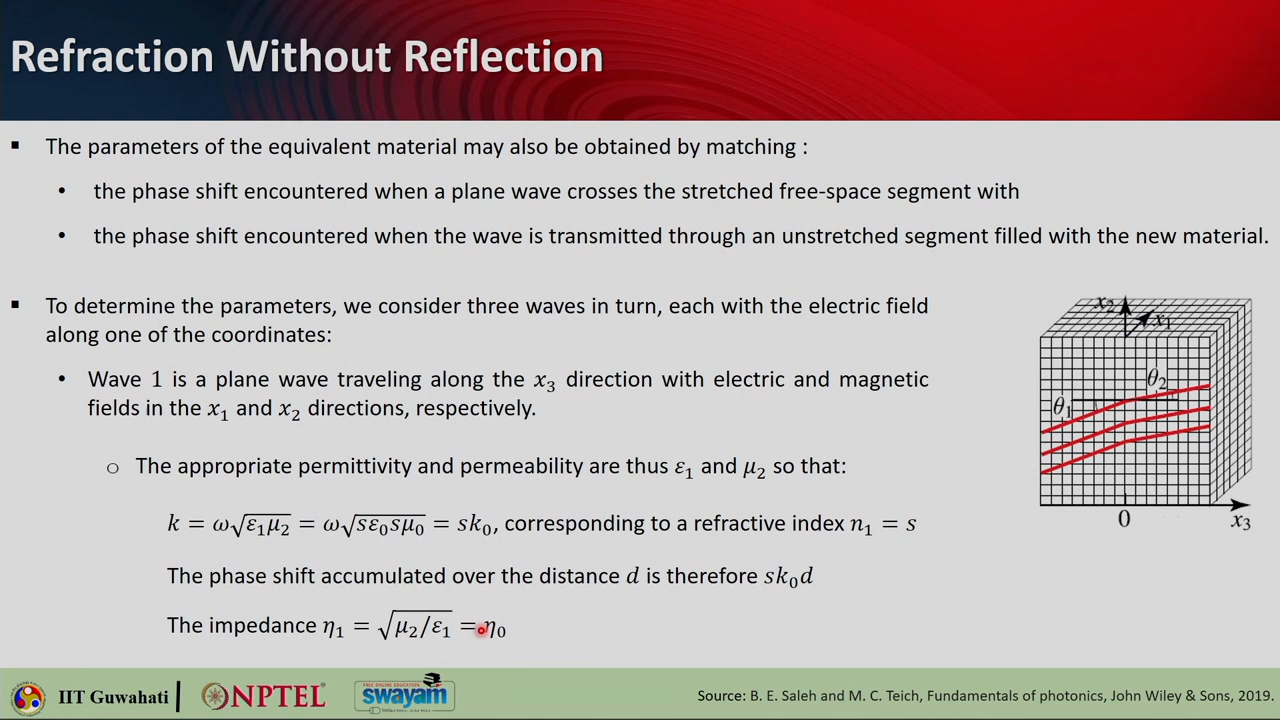 Refraction Without Reflection
▪ The parameters of the equivalent material may also be obtained by matching :
• the phase shift encountered when a plane wave crosses the stretched free-space segment with
• the phase shift encountered when the wave is transmitted through an unstretched segment filled with the new material.
▪ To determine the parameters, we consider three waves in turn, each with the electric field
along one of the coordinates:
• Wave 1 is a plane wave traveling along the x₃ direction with electric and magnetic
fields in the x₁ and x₂ directions, respectively.
○ The appropriate permittivity and permeability are thus ε₁ and μ₂ so that:
k = ω√(ε₁μ₂) = ω√(sε₀sμ₀) = sk₀, corresponding to a refractive index n₁ = s
The phase shift accumulated over the distance d is therefore sk₀d
The impedance η₁ = √(μ₂/ε₁) = η₀
x₂
x₁
θ₂
θ₁
0
x₃
IIT Guwahati
NPTEL
FREE ONLINE EDUCATION
swayam
Source: B. E. Saleh and M. C. Teich, Fundamentals of photonics, John Wiley & Sons, 2019.